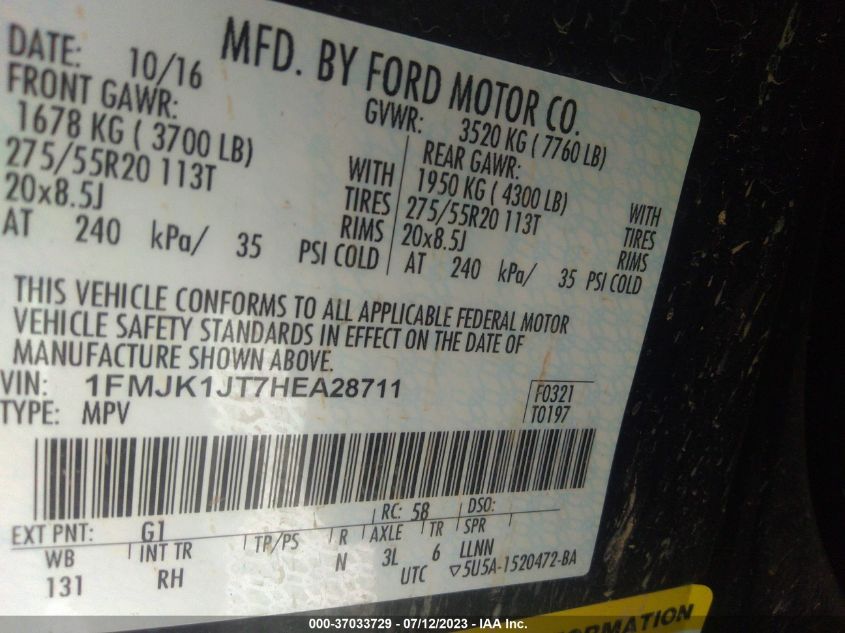 MFD. BY FORD MOTOR CO.
DATE: 10/16 GVWR: 3520 KG ( 7760 LB)
FRONT GAWR: REAR GAWR:
1678 KG ( 3700 LB) WITH 1950 KG ( 4300 LB) WITH
275/55R20 113T TIRES 275/55R20 113T TIRES
20x8.5J RIMS 20x8.5J RIMS
AT 240 kPa/ 35 PSI COLD AT 240 kPa/ 35 PSI COLD
THIS VEHICLE CONFORMS TO ALL APPLICABLE FEDERAL MOTOR
VEHICLE SAFETY STANDARDS IN EFFECT ON THE DATE OF
MANUFACTURE SHOWN ABOVE.
VIN: 1FMJK1JT7HEA28711 F0321
TYPE: MPV T0197
EXT PNT: G1 RC: 58 DSO:
WB INT TR TP/PS R AXLE TR SPR
131 RH N 3L 6 LLNN
UTC ▽5U5A-1520472-BA
INFORMATION
000-37033729 - 07/12/2023 - IAA Inc.